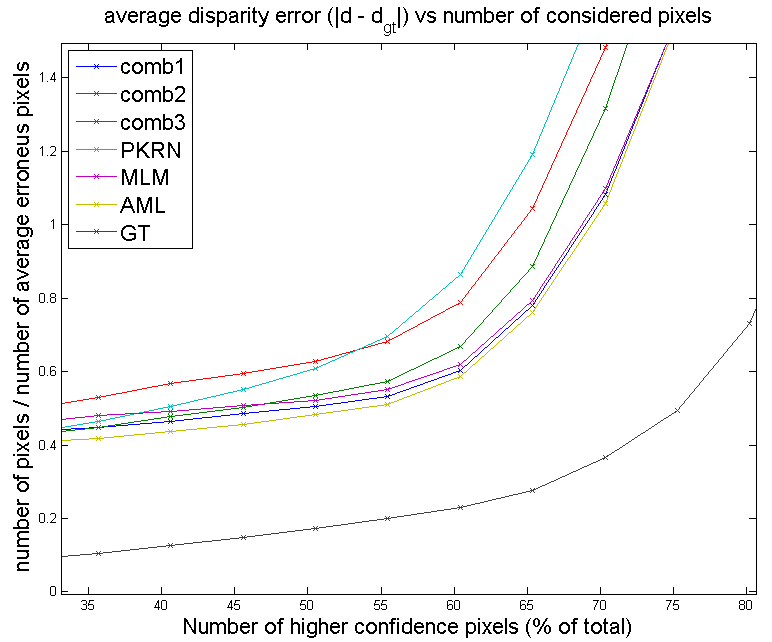 average disparity error (|d - d_gt|) vs number of considered pixels
comb1
comb2
comb3
PKRN
MLM
AML
GT
number of pixels / number of average erroneus pixels
1.4
1.2
1
0.8
0.6
0.4
0.2
0
35 40 45 50 55 60 65 70 75 80
Number of higher confidence pixels (% of total)